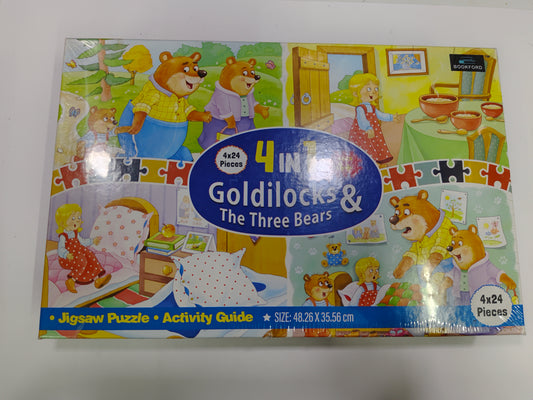 BOOKFORD
4x24
Pieces
4 IN 1
Goldilocks &
The Three Bears
4x24
Pieces
• Jigsaw Puzzle • Activity Guide ★ SIZE: 48.26 X 35.56 cm